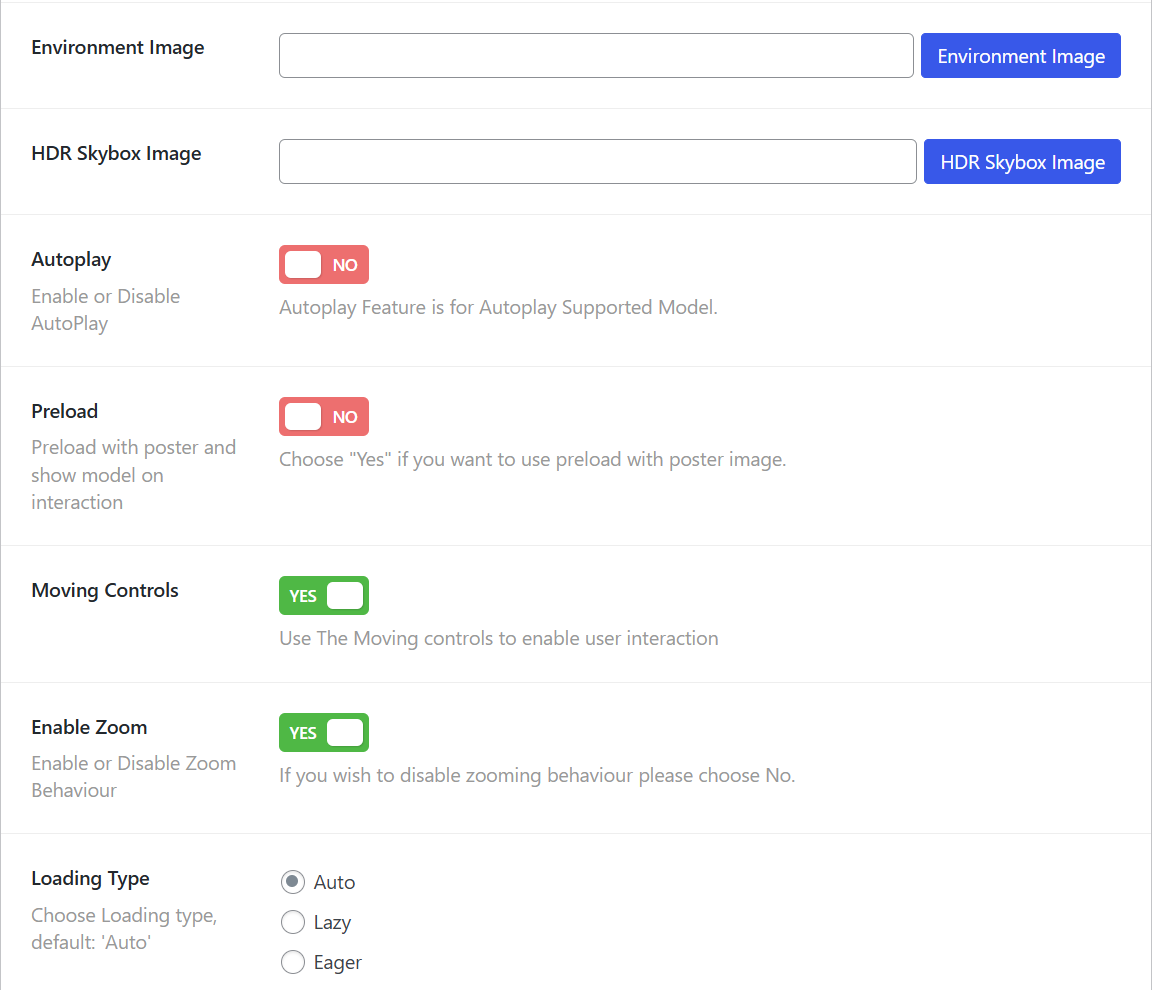 Environment Image
Environment Image
HDR Skybox Image
HDR Skybox Image
Autoplay
Enable or Disable
AutoPlay
NO
Autoplay Feature is for Autoplay Supported Model.
Preload
Preload with poster and
show model on
interaction
NO
Choose "Yes" if you want to use preload with poster image.
Moving Controls
YES
Use The Moving controls to enable user interaction
Enable Zoom
Enable or Disable Zoom
Behaviour
YES
If you wish to disable zooming behaviour please choose No.
Loading Type
Choose Loading type,
default: 'Auto'
Auto
Lazy
Eager